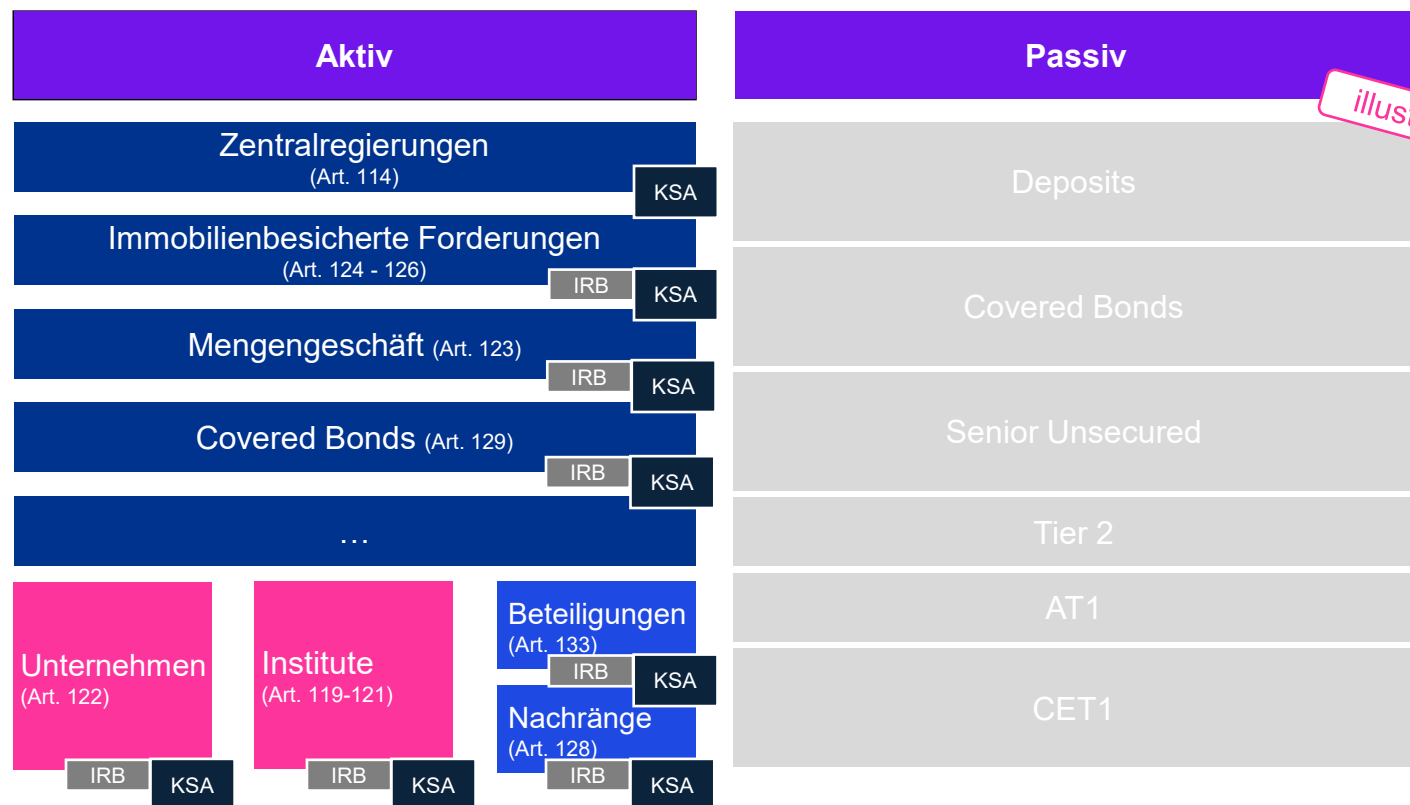 Aktiv
Zentralregierungen
(Art. 114)
KSA
Immobilienbesicherte Forderungen
(Art. 124 - 126)
IRB
KSA
Mengengeschäft (Art. 123)
IRB
KSA
Covered Bonds (Art. 129)
IRB
KSA
…
Unternehmen
(Art. 122)
IRB
KSA
Institute
(Art. 119-121)
IRB
KSA
Beteiligungen
(Art. 133)
IRB
KSA
Nachränge
(Art. 128)
IRB
KSA
Passiv
Deposits
Covered Bonds
Senior Unsecured
Tier 2
AT1
CET1